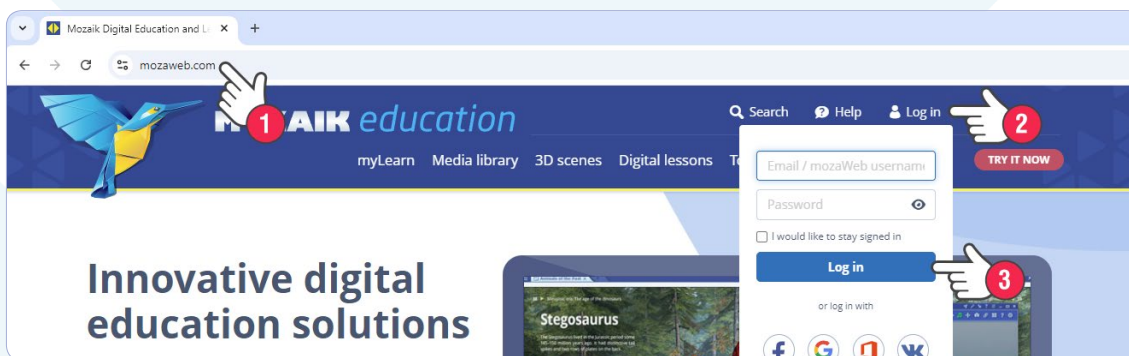 Mozaik Digital Education and Le
mozaweb.com
1
MOZAIK education
Search Help Log in
2
myLearn Media library 3D scenes Digital lessons
TRY IT NOW
Email / mozaWeb username
Password
I would like to stay signed in
Log in
3
or log in with
Innovative digital
education solutions
Stegosaurus